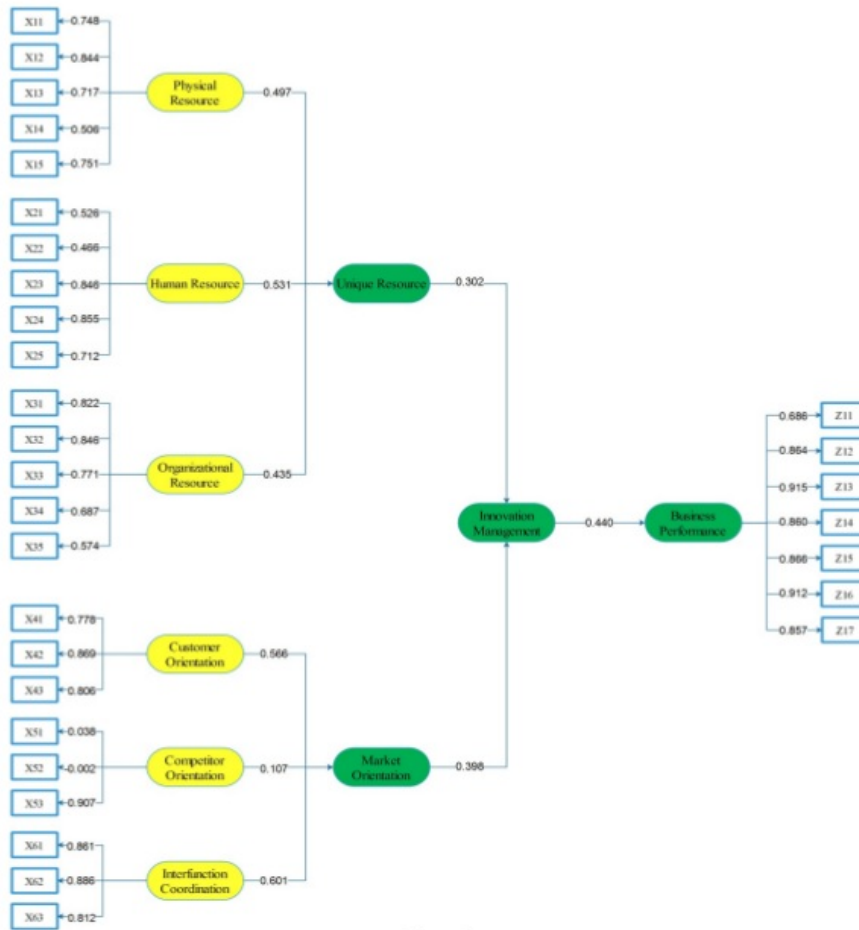 X11 0.748
X12 0.844
Physical
Resource
0.497
X13 0.717
X14 0.506
X15 0.751
X21 0.526
X22 0.466
X23 0.846
Human Resource
0.531
Unique Resource
0.302
X24 0.855
X25 0.712
X31 0.822
X32 0.846
X33 0.771
Organizational
Resource
0.435
X34 0.687
X35 0.574
Innovation
Management
0.440
Business
Performance
0.686 Z11
0.864 Z12
0.915 Z13
0.860 Z14
0.866 Z15
0.912 Z16
0.857 Z17
X41 0.778
X42 0.869
Customer
Orientation
0.566
X43 0.806
X51 0.038
X52 -0.002
Competitor
Orientation
0.107
Market
Orientation
0.398
X53 0.907
X61 0.861
X62 0.886
Interfunction
Coordination
0.601
X63 0.812